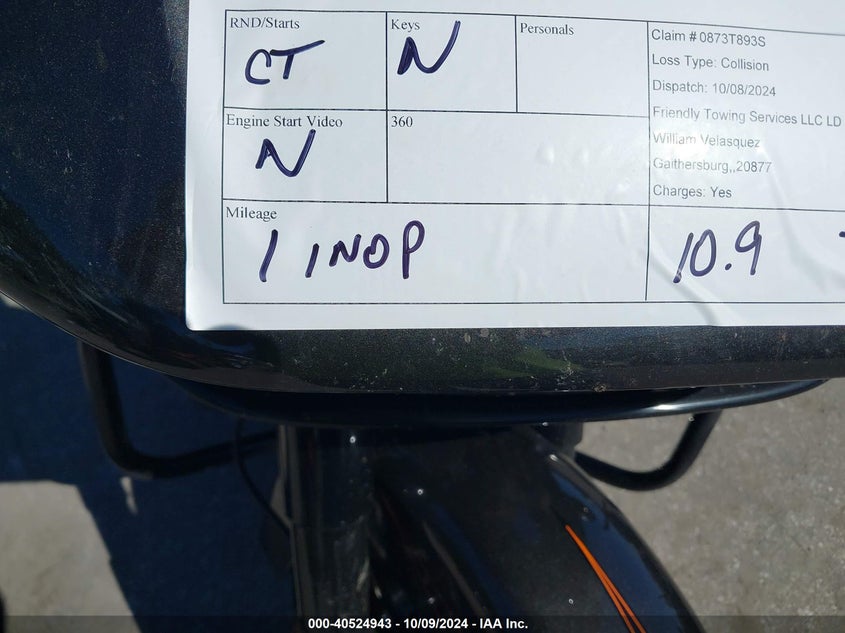 RND/Starts
CT
Keys
N
Personals
Claim # 0873T893S
Loss Type: Collision
Dispatch: 10/08/2024
Friendly Towing Services LLC LD
William Velasquez
Gaithersburg,,20877
Charges: Yes
Engine Start Video
N
360
Mileage
1 INOP
10.9
000-40524943 - 10/09/2024 - IAA Inc.